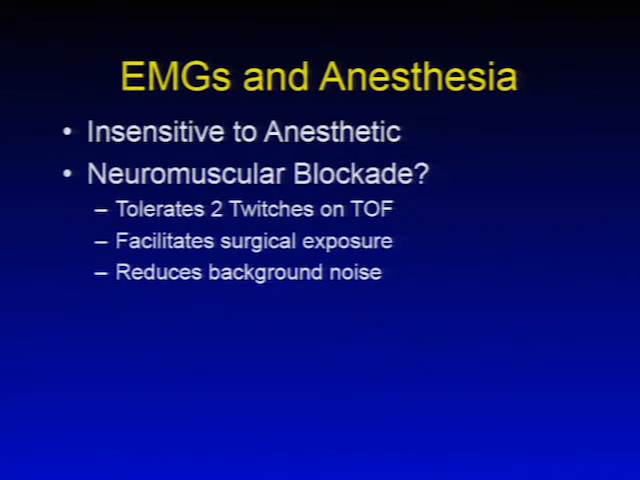 EMGs and Anesthesia
• Insensitive to Anesthetic
• Neuromuscular Blockade?
– Tolerates 2 Twitches on TOF
– Facilitates surgical exposure
– Reduces background noise